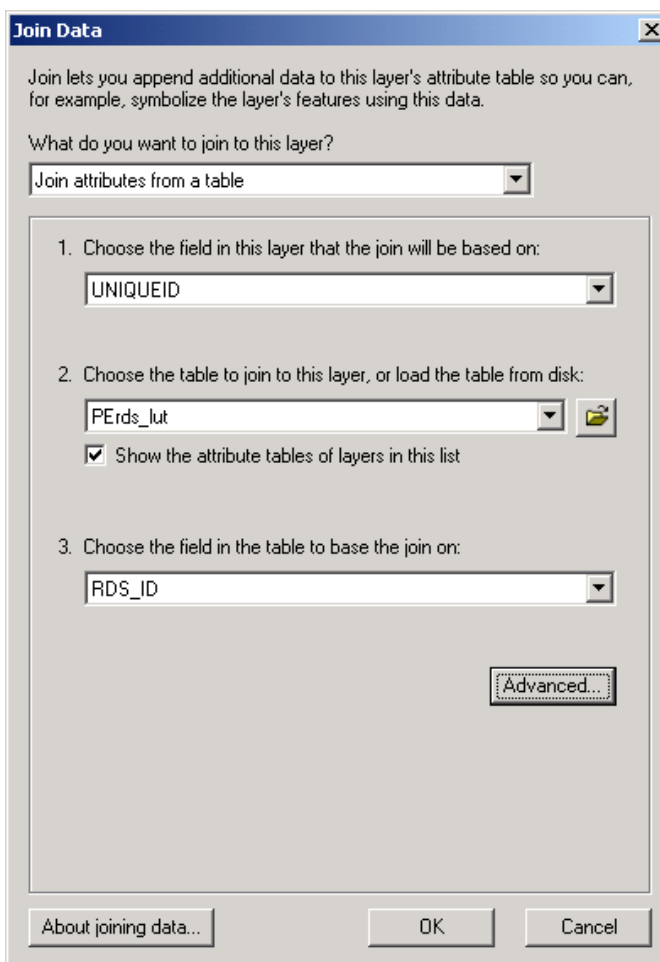 Join Data
Join lets you append additional data to this layer's attribute table so you can,
for example, symbolize the layer's features using this data.
What do you want to join to this layer?
Join attributes from a table
1. Choose the field in this layer that the join will be based on:
UNIQUEID
2. Choose the table to join to this layer, or load the table from disk:
PErds_lut
Show the attribute tables of layers in this list
3. Choose the field in the table to base the join on:
RDS_ID
Advanced...
About joining data...
OK
Cancel